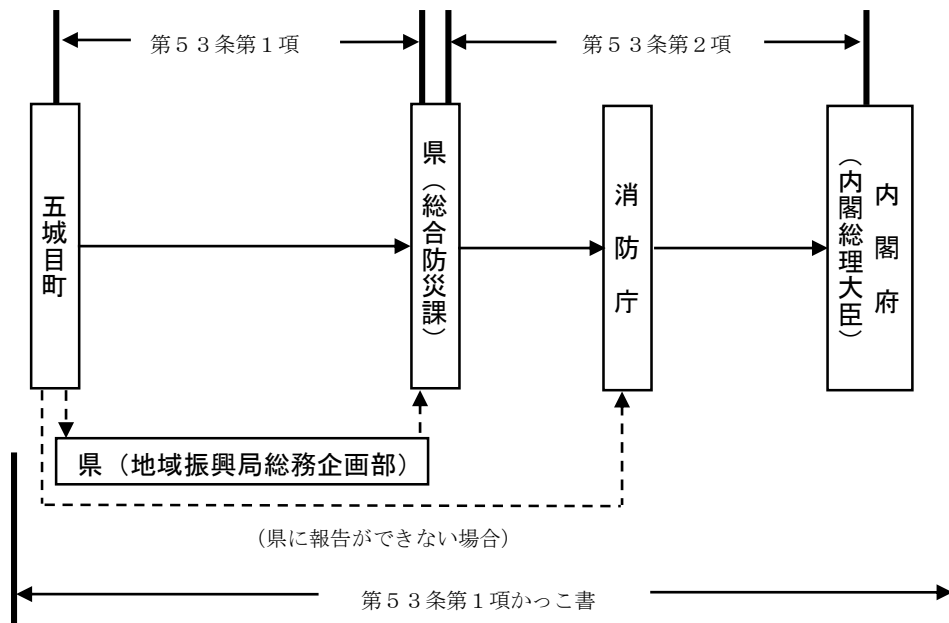 第５３条第１項
第５３条第２項
五城目町
県（総合防災課）
消防庁
内閣府
（内閣総理大臣）
県（地域振興局総務企画部）
（県に報告ができない場合）
第５３条第１項かっこ書